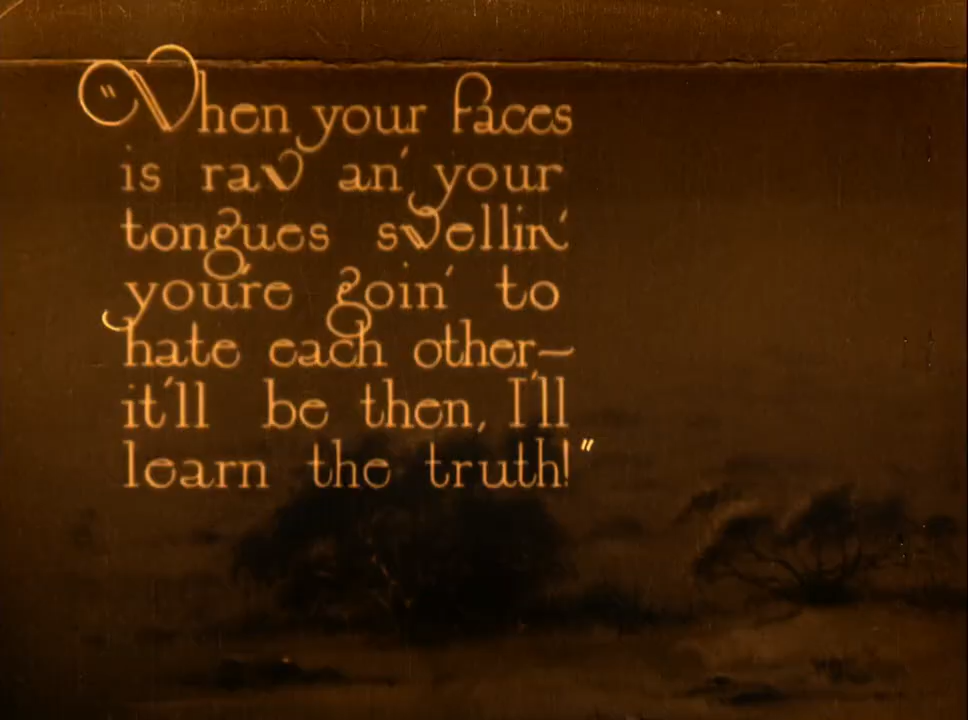 "When your faces
is raw an' your
tongues swellin'
you're goin' to
hate each other—
it'll be then, I'll
learn the truth!"